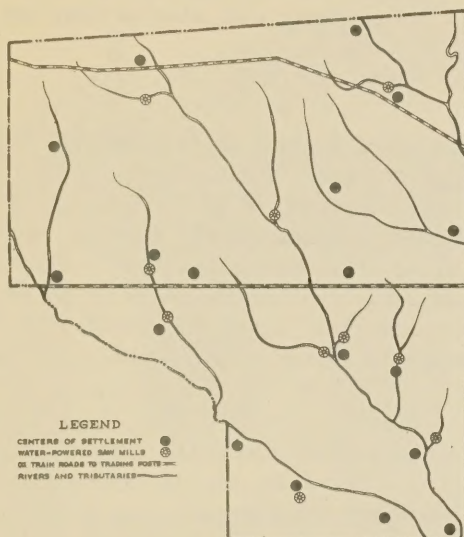 LEGEND
CENTERS OF SETTLEMENT
WATER-POWERED SAW MILLS
OX TRAIN ROADS TO TRADING POSTS
RIVERS AND TRIBUTARIES